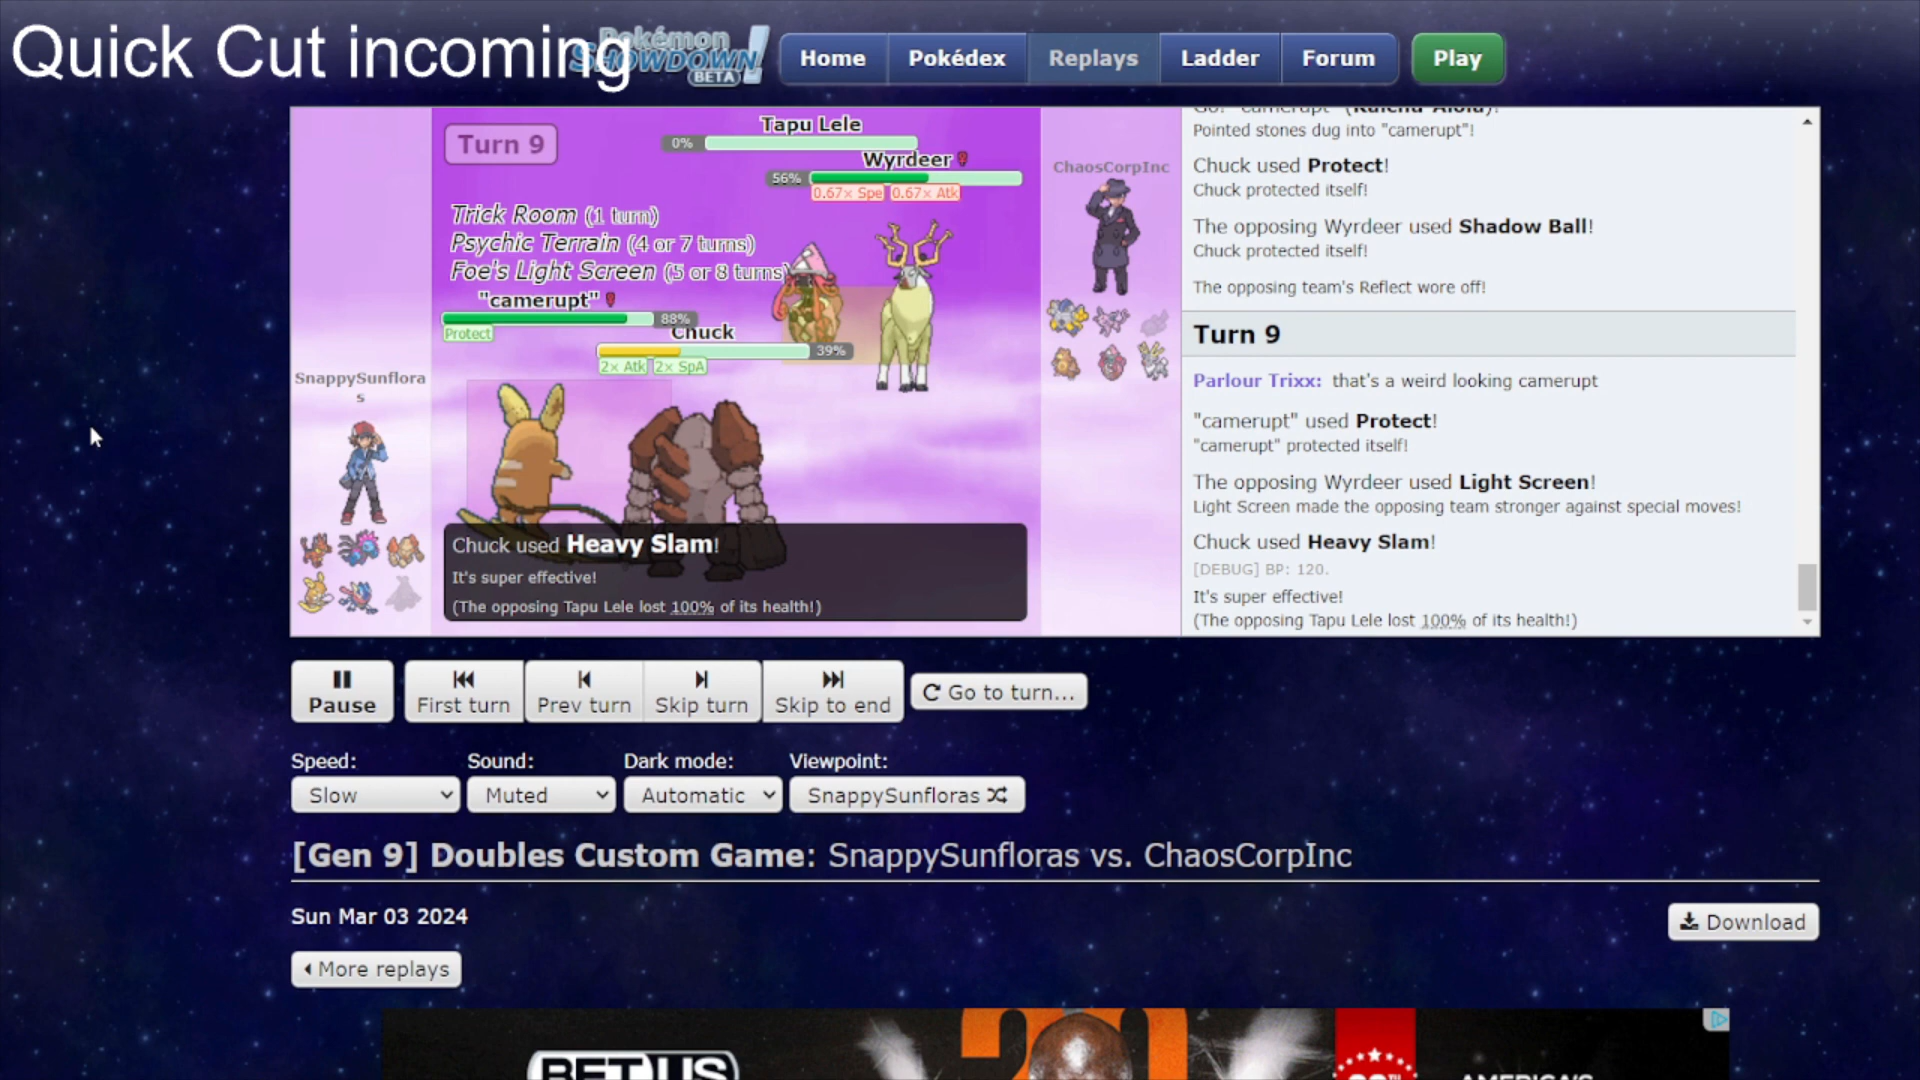 Quick Cut incoming
Pokémon
SHOWDOWN!
BETA
Home
Pokédex
Replays
Ladder
Forum
Play
Turn 9
Tapu Lele
0%
Wyrdeer
56%
0.67× Spe
0.67× Atk
Trick Room (1 turn)
Psychic Terrain (4 or 7 turns)
Foe's Light Screen (5 or 8 turns)
"camerupt"
88%
Protect
Chuck
39%
2× Atk
2× SpA
SnappySunflora
s
ChaosCorpInc
Chuck used Heavy Slam!
It's super effective!
(The opposing Tapu Lele lost 100% of its health!)
Go! "camerupt" (Raichu-Alola)!
Pointed stones dug into "camerupt"!
Chuck used Protect!
Chuck protected itself!
The opposing Wyrdeer used Shadow Ball!
Chuck protected itself!
The opposing team's Reflect wore off!
Turn 9
Parlour Trixx: that's a weird looking camerupt
"camerupt" used Protect!
"camerupt" protected itself!
The opposing Wyrdeer used Light Screen!
Light Screen made the opposing team stronger against special moves!
Chuck used Heavy Slam!
[DEBUG] BP: 120.
It's super effective!
(The opposing Tapu Lele lost 100% of its health!)
Pause
First turn
Prev turn
Skip turn
Skip to end
Go to turn...
Speed:
Sound:
Dark mode:
Viewpoint:
Slow
Muted
Automatic
SnappySunfloras
[Gen 9] Doubles Custom Game: SnappySunfloras vs. ChaosCorpInc
Sun Mar 03 2024
Download
More replays
BETUS
AMERICA'S